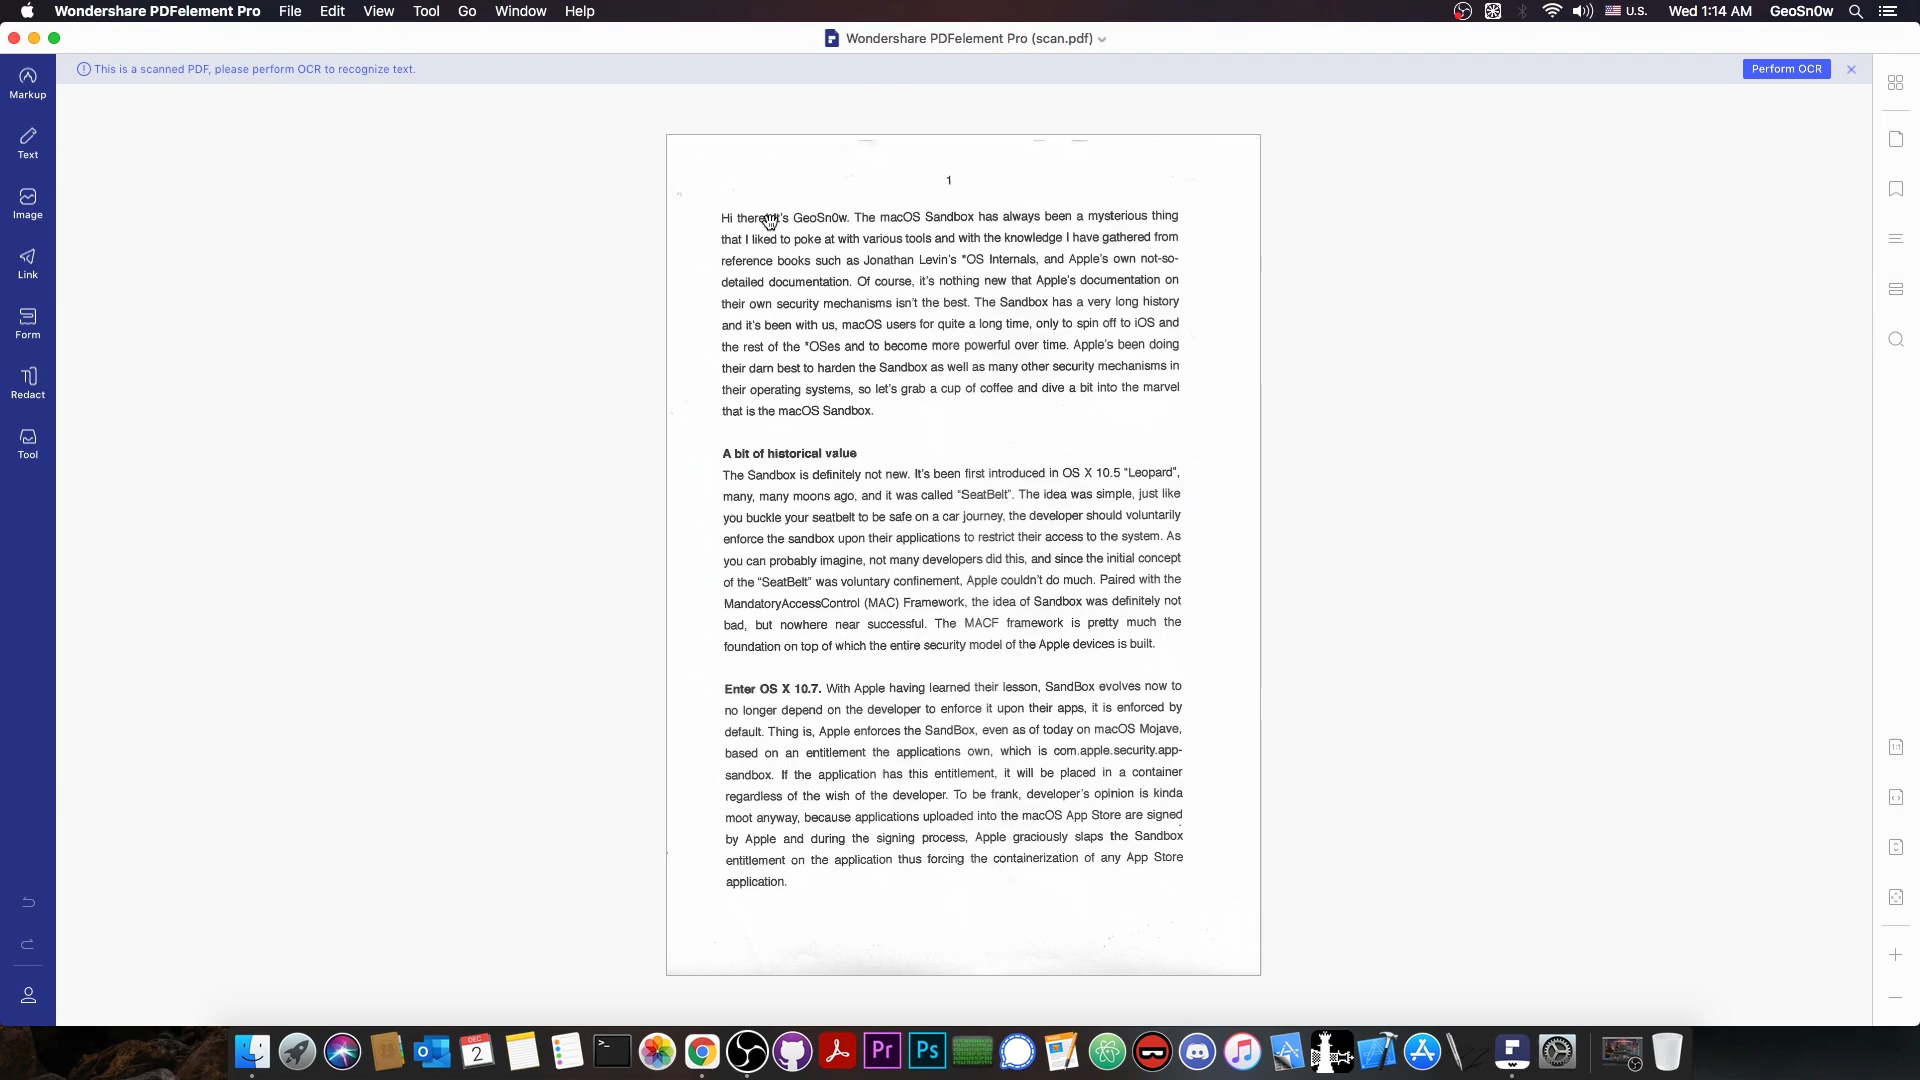 Wondershare PDFelement Pro File Edit View Tool Go Window Help U.S. Wed 1:14 AM GeoSn0w
Wondershare PDFelement Pro (scan.pdf)
This is a scanned PDF, please perform OCR to recognize text. Perform OCR
Markup
Text
Image
Link
Form
Redact
Tool
1
Hi there, it's GeoSn0w. The macOS Sandbox has always been a mysterious thing
that I liked to poke at with various tools and with the knowledge I have gathered from
reference books such as Jonathan Levin's *OS Internals, and Apple's own not-so-
detailed documentation. Of course, it's nothing new that Apple's documentation on
their own security mechanisms isn't the best. The Sandbox has a very long history
and it's been with us, macOS users for quite a long time, only to spin off to iOS and
the rest of the *OSes and to become more powerful over time. Apple's been doing
their darn best to harden the Sandbox as well as many other security mechanisms in
their operating systems, so let's grab a cup of coffee and dive a bit into the marvel
that is the macOS Sandbox.
A bit of historical value
The Sandbox is definitely not new. It's been first introduced in OS X 10.5 "Leopard",
many, many moons ago, and it was called "SeatBelt". The idea was simple, just like
you buckle your seatbelt to be safe on a car journey, the developer should voluntarily
enforce the sandbox upon their applications to restrict their access to the system. As
you can probably imagine, not many developers did this, and since the initial concept
of the "SeatBelt" was voluntary confinement, Apple couldn't do much. Paired with the
MandatoryAccessControl (MAC) Framework, the idea of Sandbox was definitely not
bad, but nowhere near successful. The MACF framework is pretty much the
foundation on top of which the entire security model of the Apple devices is built.
Enter OS X 10.7. With Apple having learned their lesson, SandBox evolves now to
no longer depend on the developer to enforce it upon their apps, it is enforced by
default. Thing is, Apple enforces the SandBox, even as of today on macOS Mojave,
based on an entitlement the applications own, which is com.apple.security.app-
sandbox. If the application has this entitlement, it will be placed in a container
regardless of the wish of the developer. To be frank, developer's opinion is kinda
moot anyway, because applications uploaded into the macOS App Store are signed
by Apple and during the signing process, Apple graciously slaps the Sandbox
entitlement on the application thus forcing the containerization of any App Store
application.
1:1
DEC
2
Pr
Ps